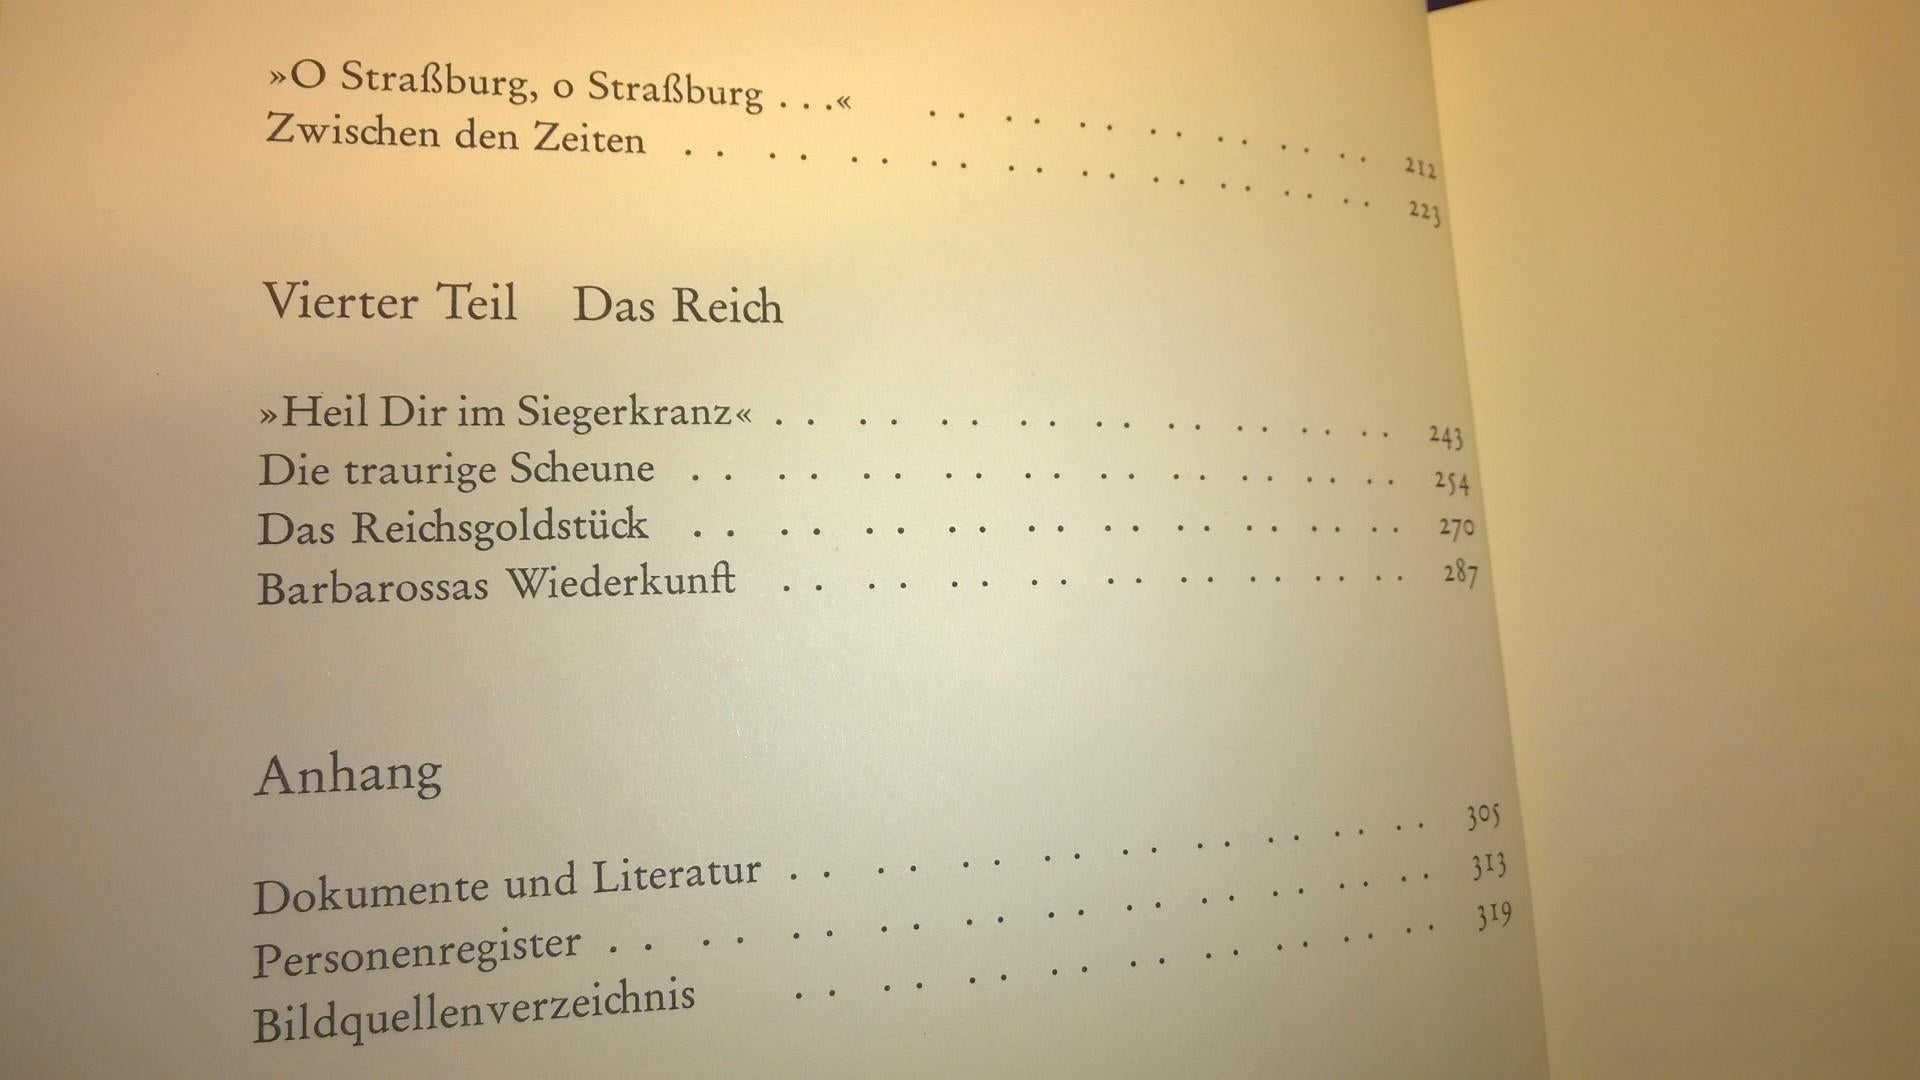 »O Straßburg, o Straßburg . . .« . . . . . . . . . . . . . . 212
Zwischen den Zeiten . . . . . . . . . . . . . . . . . . . . 223
Vierter Teil Das Reich
»Heil Dir im Siegerkranz« . . . . . . . . . . . . . . . . . . 243
Die traurige Scheune . . . . . . . . . . . . . . . . . . . . 254
Das Reichsgoldstück . . . . . . . . . . . . . . . . . . . . 270
Barbarossas Wiederkunft . . . . . . . . . . . . . . . . . . 287
Anhang
Dokumente und Literatur . . . . . . . . . . . . . . . . . . 305
Personenregister . . . . . . . . . . . . . . . . . . . . . . 313
Bildquellenverzeichnis . . . . . . . . . . . . . . . . . . 319